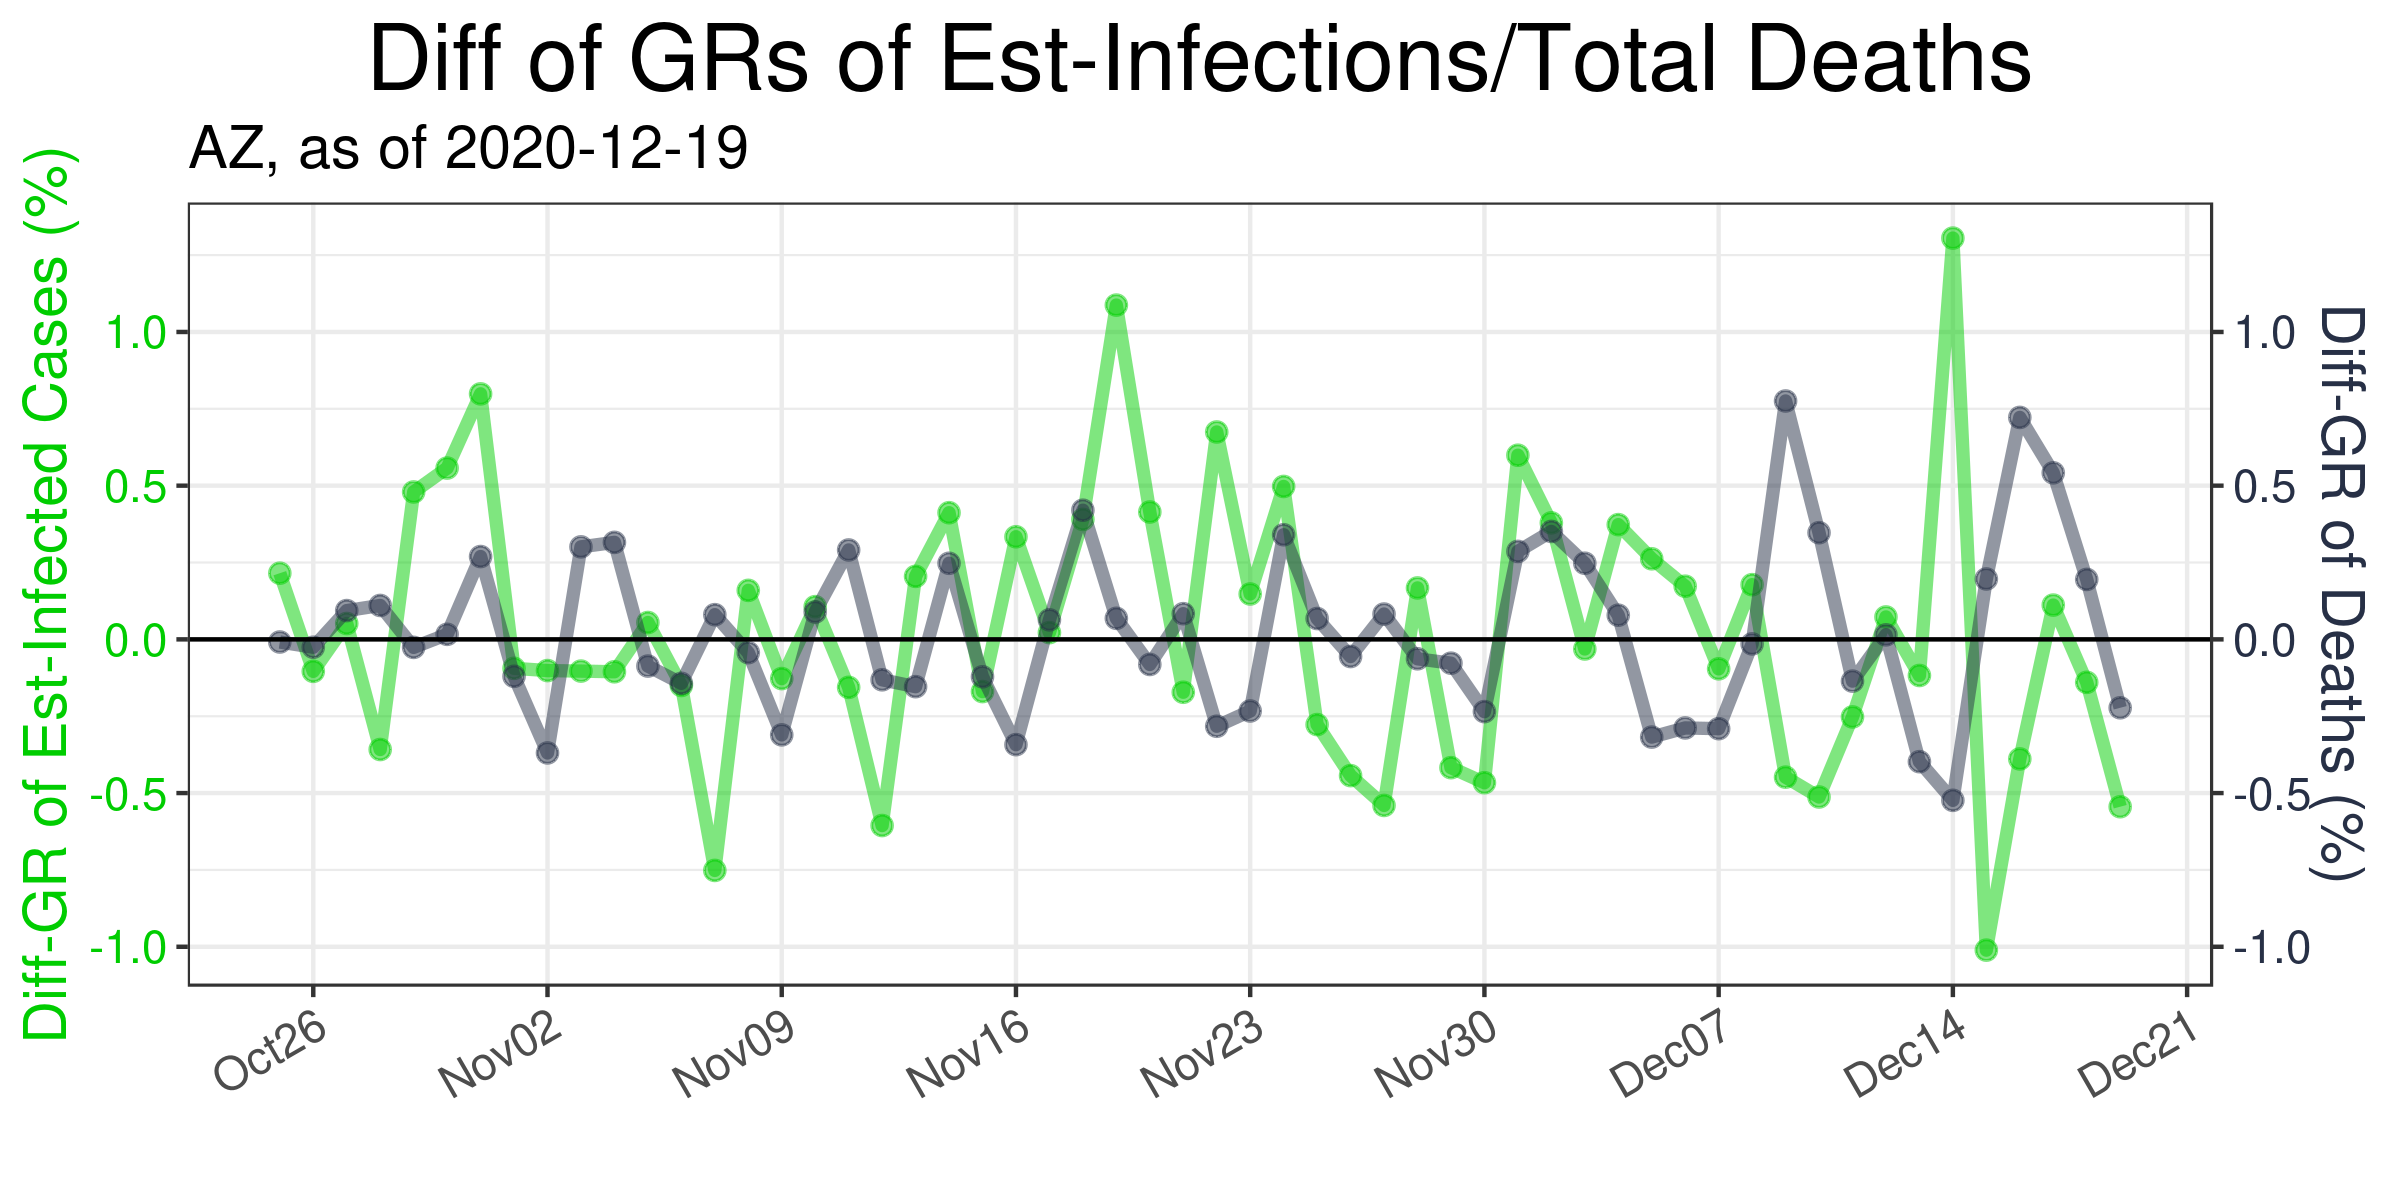 Diff of GRs of Est-Infections/Total Deaths
AZ, as of 2020-12-19
Diff-GR of Est-Infected Cases (%)
1.0
0.5
0.0
-0.5
-1.0
1.0
0.5
0.0
-0.5
-1.0
Diff-GR of Deaths (%)
Oct26
Nov02
Nov09
Nov16
Nov23
Nov30
Dec07
Dec14
Dec21